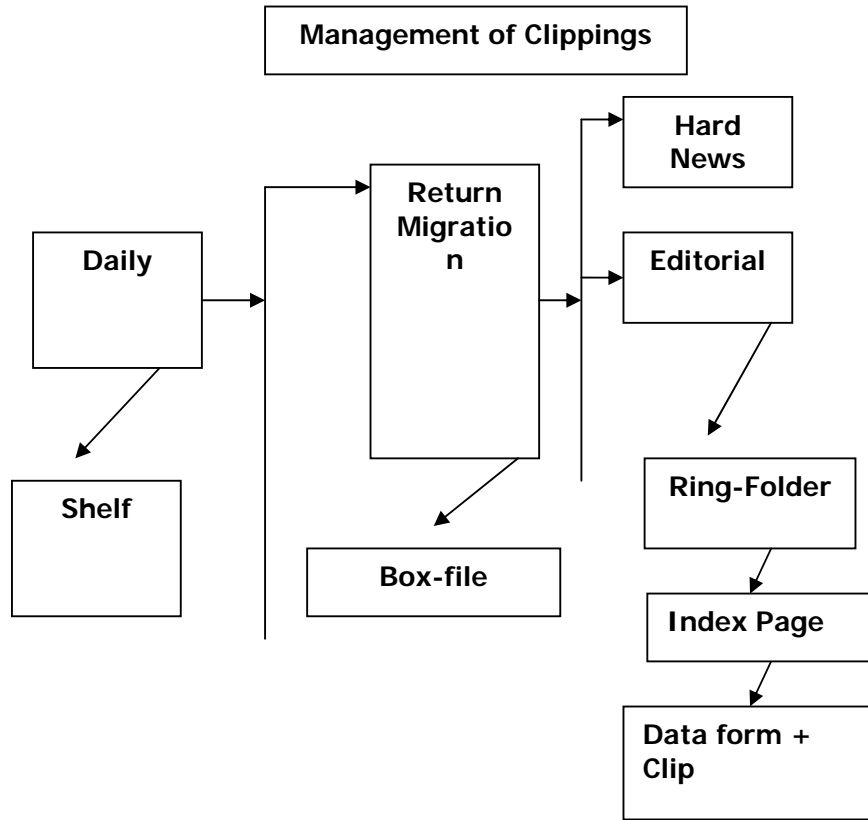 Management of Clippings
Hard
News
Return
Migratio
n
Daily
Editorial
Shelf
Ring-Folder
Box-file
Index Page
Data form +
Clip